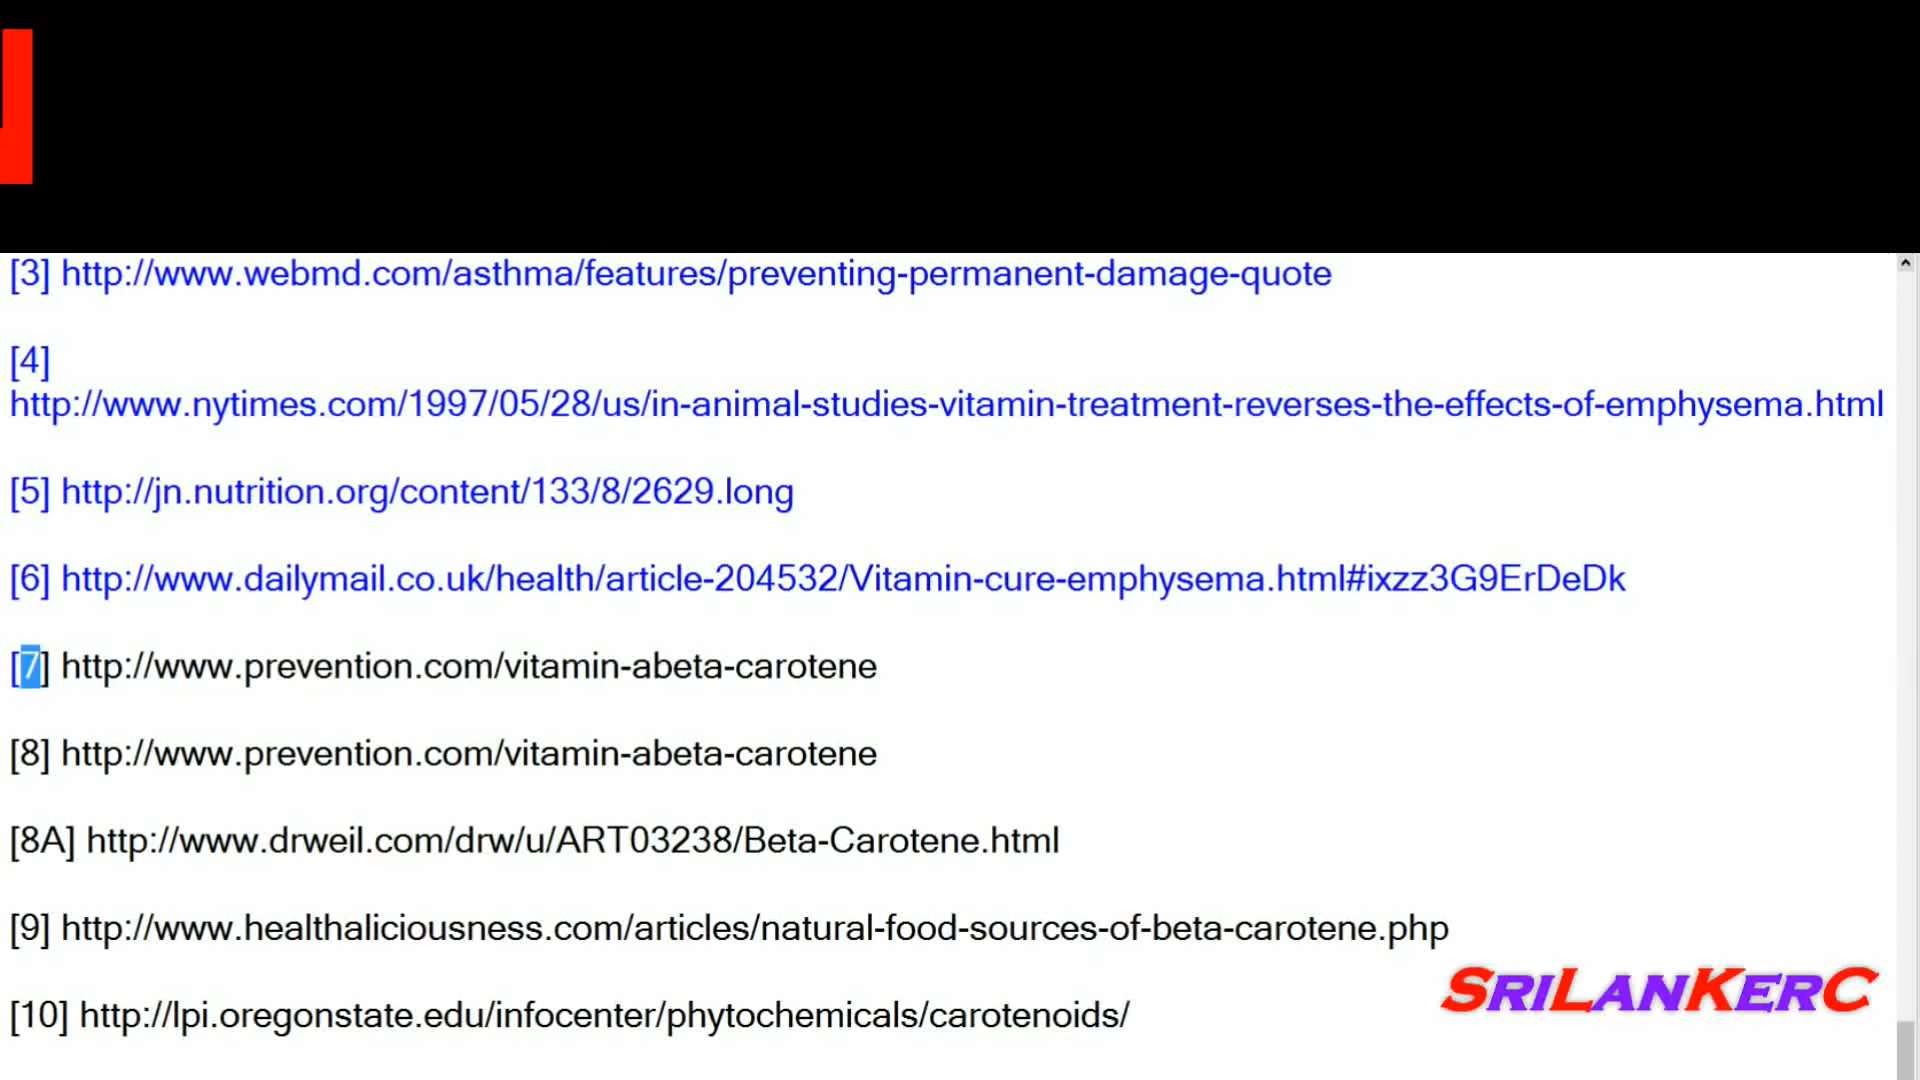 [3] http://www.webmd.com/asthma/features/preventing-permanent-damage-quote
[4]
http://www.nytimes.com/1997/05/28/us/in-animal-studies-vitamin-treatment-reverses-the-effects-of-emphysema.html
[5] http://jn.nutrition.org/content/133/8/2629.long
[6] http://www.dailymail.co.uk/health/article-204532/Vitamin-cure-emphysema.html#ixzz3G9ErDeDk
[7] http://www.prevention.com/vitamin-abeta-carotene
[8] http://www.prevention.com/vitamin-abeta-carotene
[8A] http://www.drweil.com/drw/u/ART03238/Beta-Carotene.html
[9] http://www.healthaliciousness.com/articles/natural-food-sources-of-beta-carotene.php
[10] http://lpi.oregonstate.edu/infocenter/phytochemicals/carotenoids/
SRILANKERC